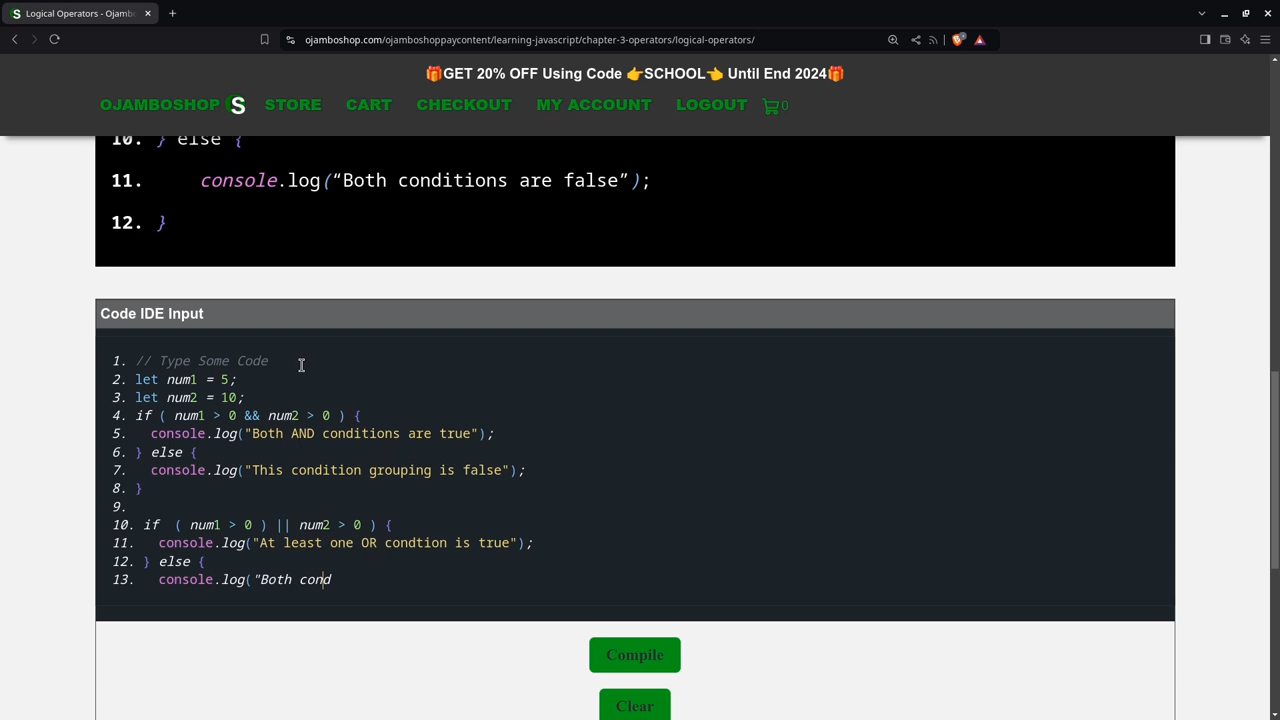 Logical Operators - Ojamb
ojamboshop.com/ojamboshoppaycontent/learning-javascript/chapter-3-operators/logical-operators/
🎁GET 20% OFF Using Code 👉SCHOOL👈 Until End 2024🎁
OJAMBOSHOP S STORE CART CHECKOUT MY ACCOUNT LOGOUT 0
10. } else {
11. console.log(“Both conditions are false”);
12. }
Code IDE Input
1. // Type Some Code
2. let num1 = 5;
3. let num2 = 10;
4. if ( num1 > 0 && num2 > 0 ) {
5. console.log("Both AND conditions are true");
6. } else {
7. console.log("This condition grouping is false");
8. }
9.
10. if ( num1 > 0 ) || num2 > 0 ) {
11. console.log("At least one OR condtion is true");
12. } else {
13. console.log("Both cond
Compile
Clear